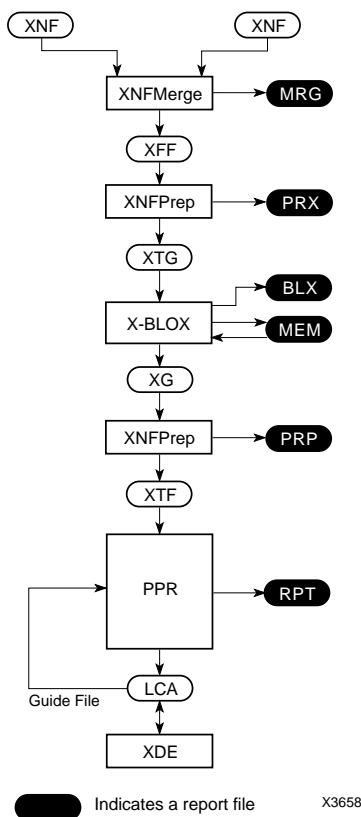 XNF
XNF
XNFMerge
MRG
XFF
XNFPrep
PRX
XTG
BLX
X-BLOX
MEM
XG
XNFPrep
PRP
XTF
PPR
RPT
LCA
Guide File
XDE
Indicates a report file
X3658